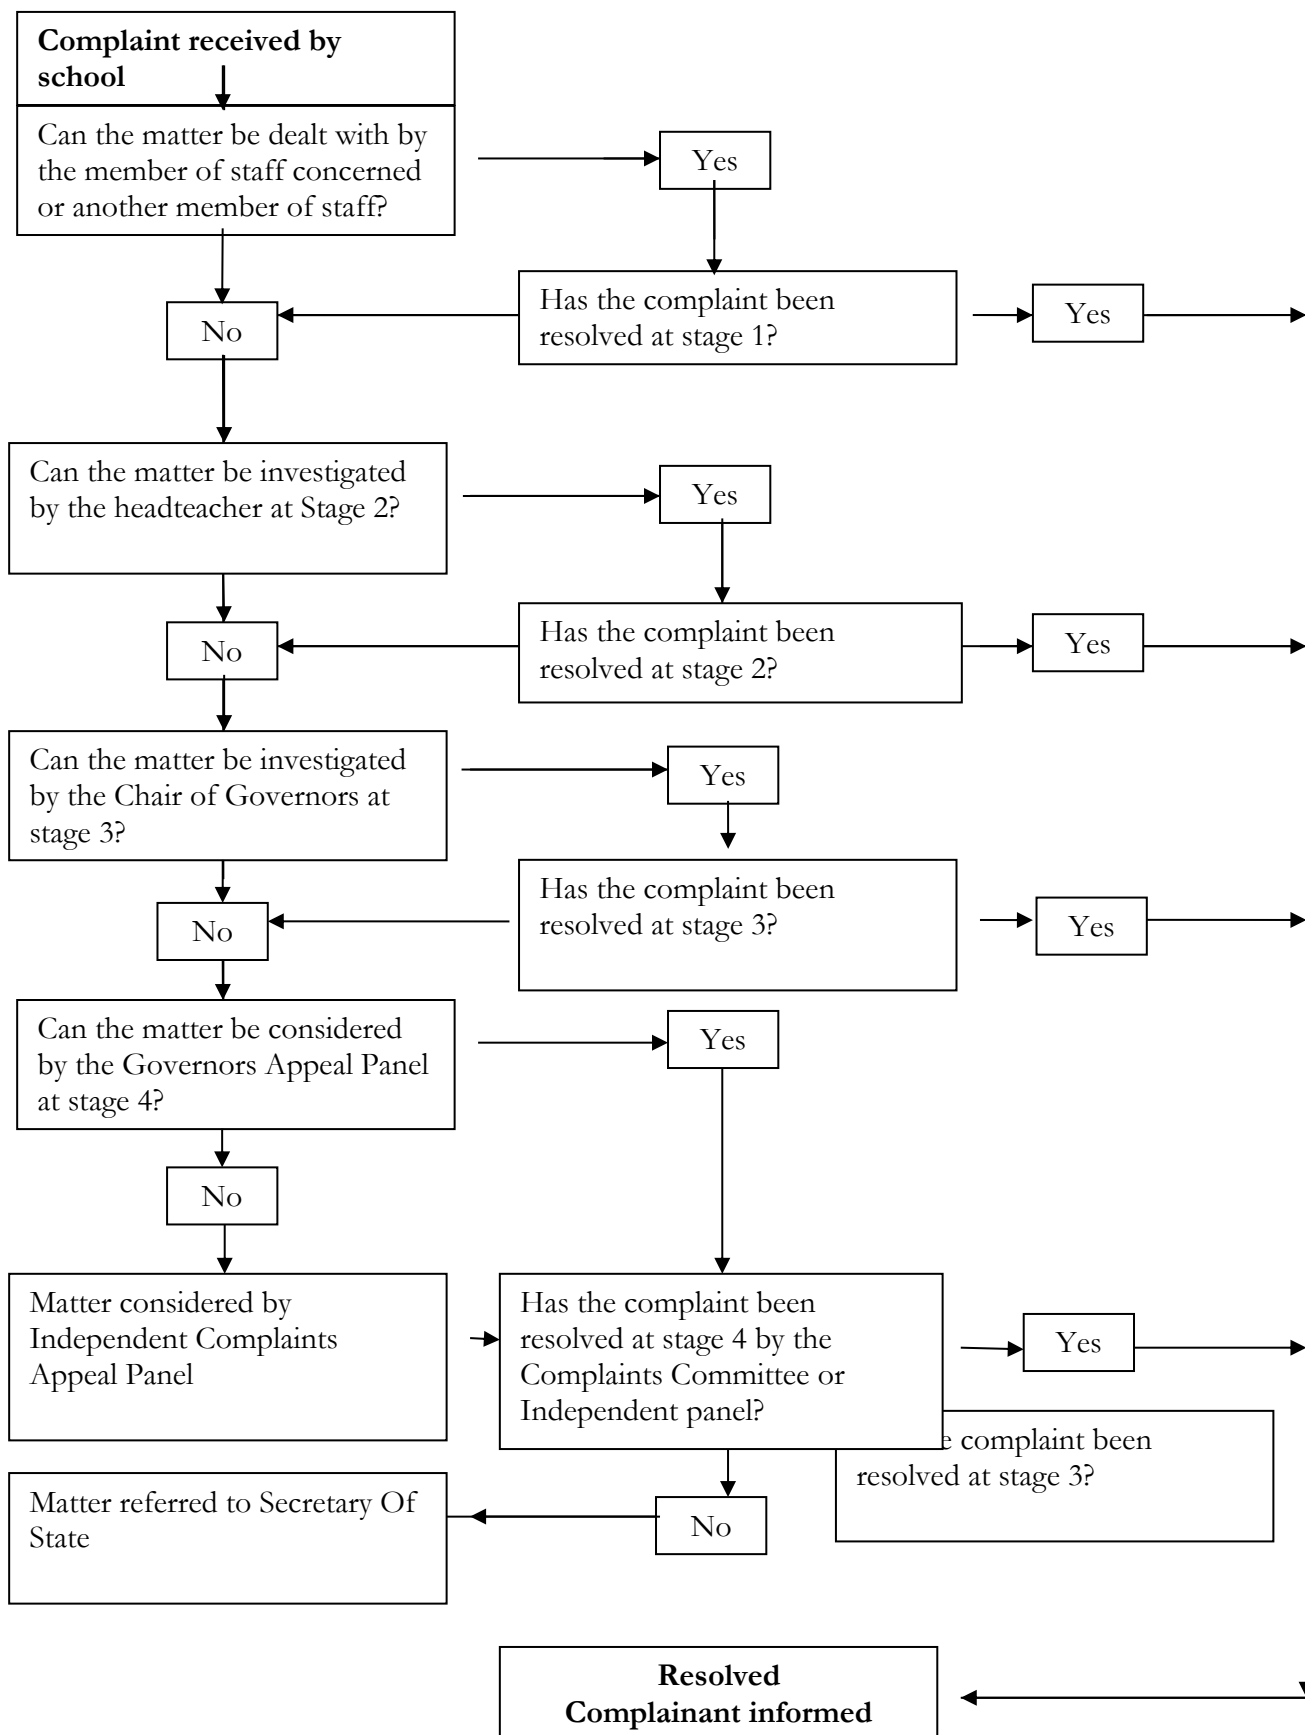 Complaint received by
school
Can the matter be dealt with by
the member of staff concerned
or another member of staff?
Yes
Has the complaint been
resolved at stage 1?
Yes
No
Can the matter be investigated
by the headteacher at Stage 2?
Yes
Has the complaint been
resolved at stage 2?
Yes
No
Can the matter be investigated
by the Chair of Governors at
stage 3?
Yes
Has the complaint been
resolved at stage 3?
Yes
No
Can the matter be considered
by the Governors Appeal Panel
at stage 4?
Yes
No
Matter considered by
Independent Complaints
Appeal Panel
Has the complaint been
resolved at stage 4 by the
Complaints Committee or
Independent panel?
Yes
complaint been
resolved at stage 3?
No
Matter referred to Secretary Of
State
Resolved
Complainant informed